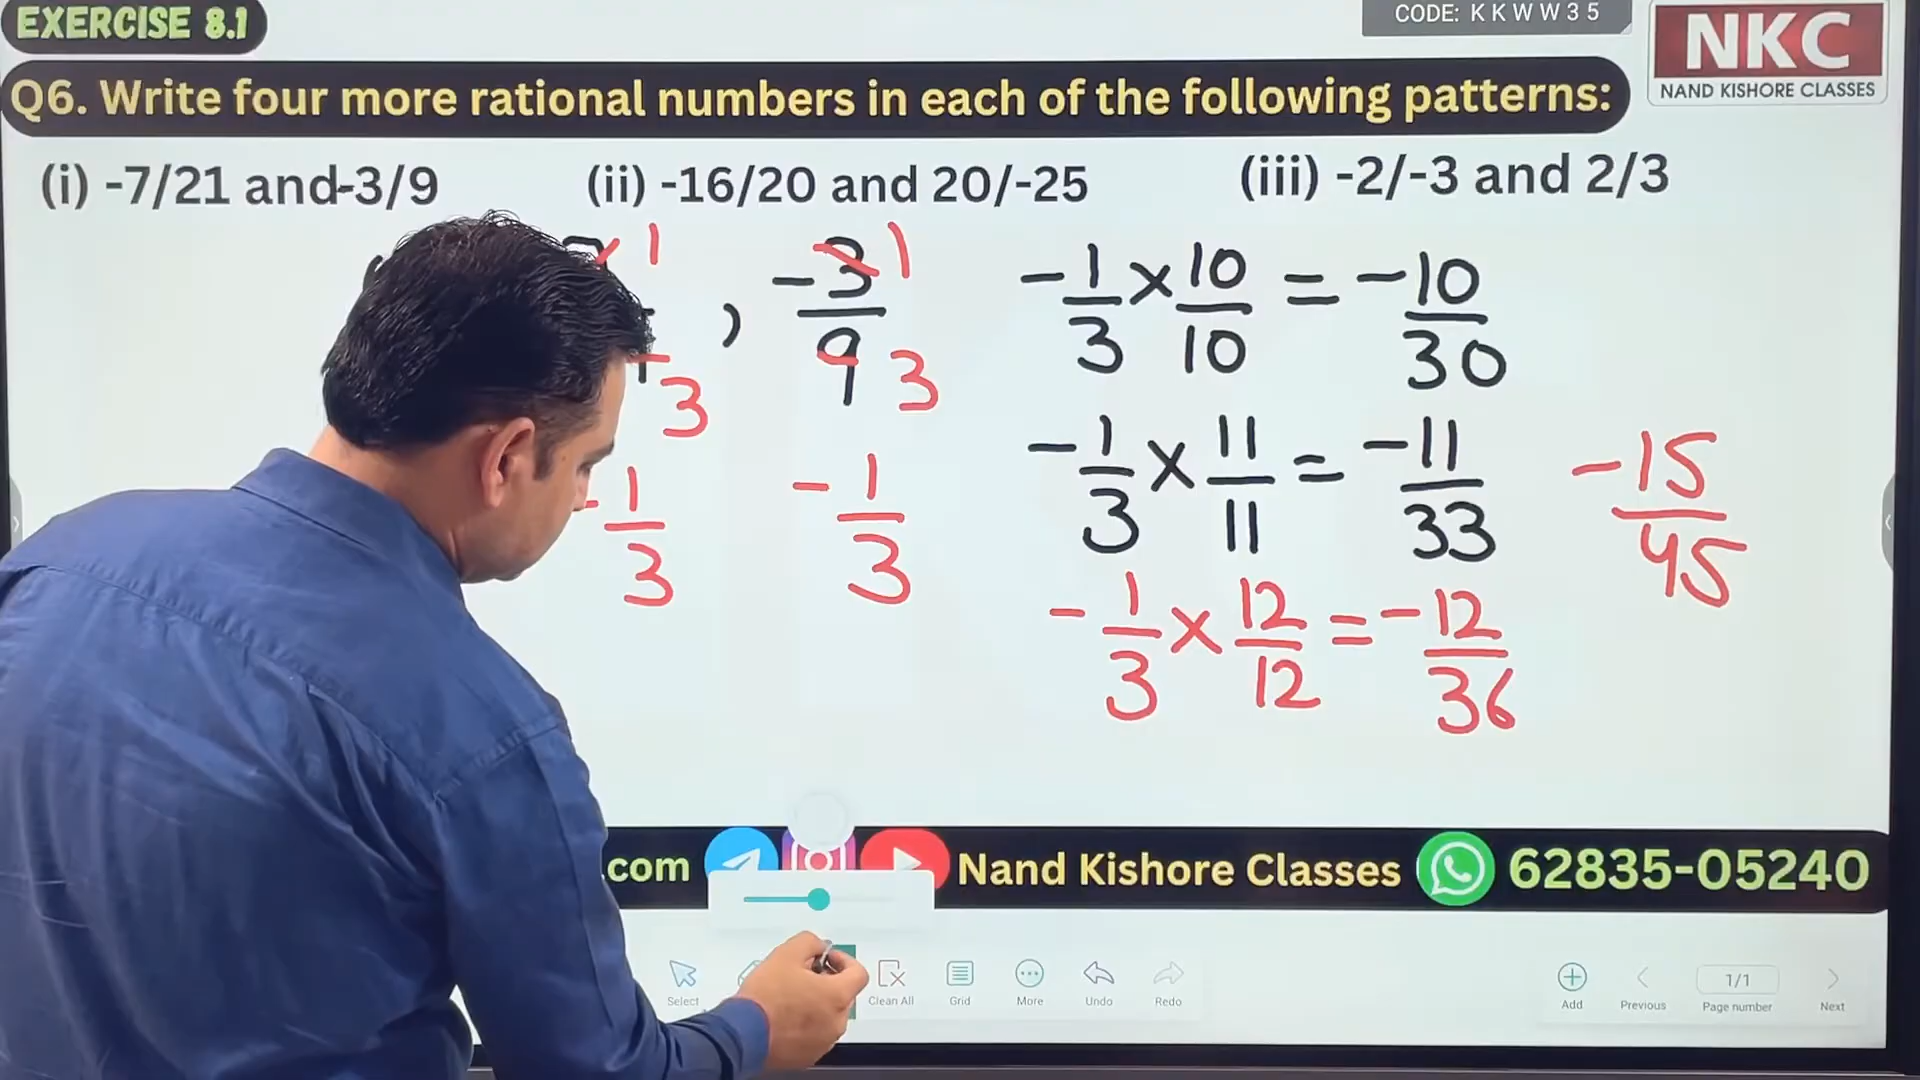 EXERCISE 8.1
CODE: KKWW35
NKC
NAND KISHORE CLASSES
Q6. Write four more rational numbers in each of the following patterns:
(i) -7/21 and-3/9 (ii) -16/20 and 20/-25 (iii) -2/-3 and 2/3
1 , -3/9 1 3
3
-1/3 -1/3
-1/3 × 10/10 = -10/30
-1/3 × 11/11 = -11/33
-15/45
-1/3 × 12/12 = -12/36
.com Nand Kishore Classes 62835-05240
Select Clean All Grid More Undo Redo Add Previous 1/1 Page number Next